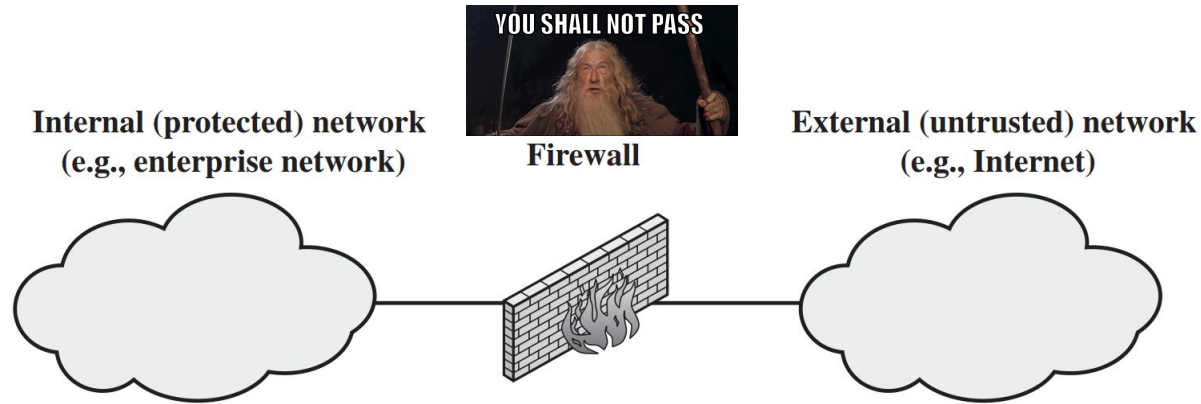 YOU SHALL NOT PASS
Internal (protected) network
(e.g., enterprise network)
Firewall
External (untrusted) network
(e.g., Internet)